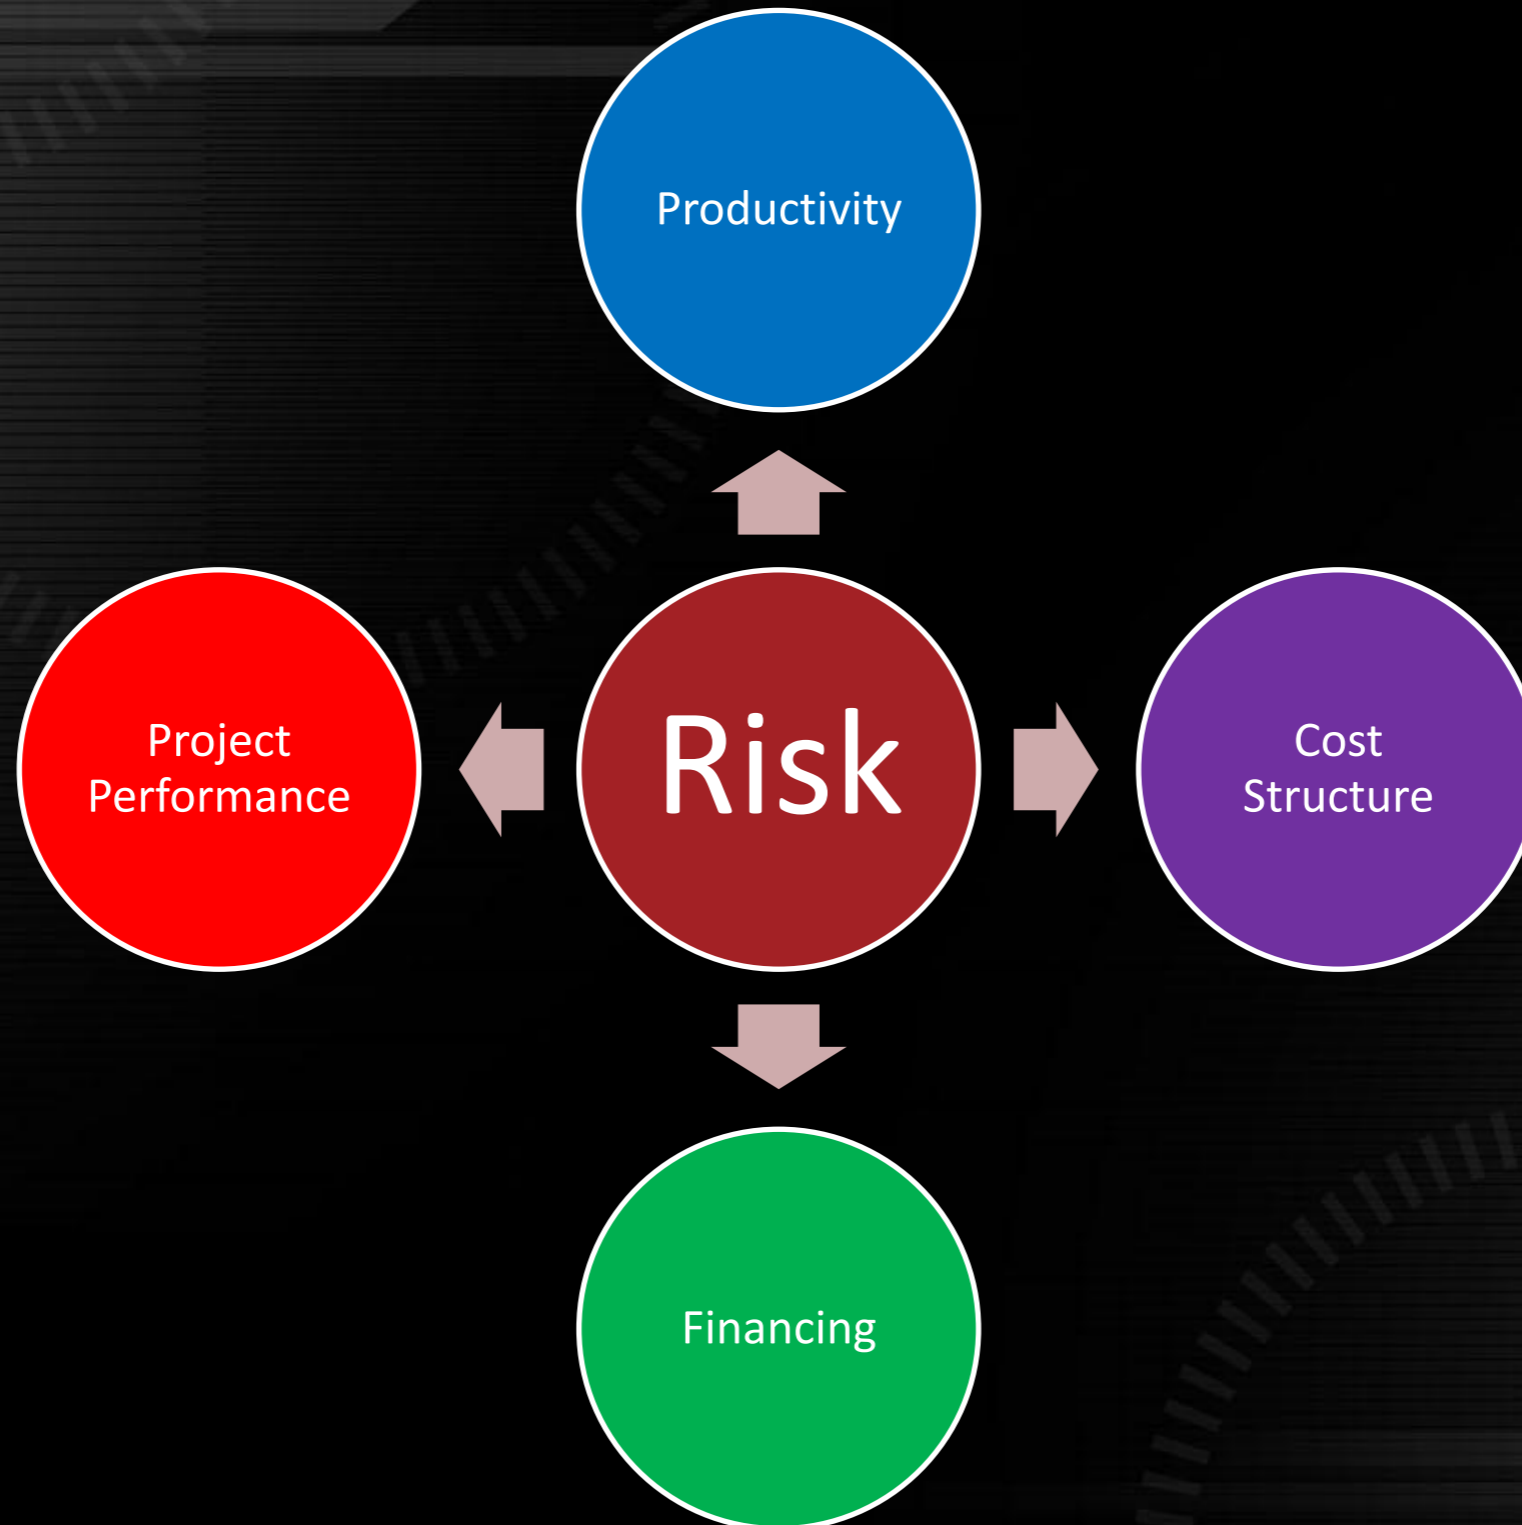 Productivity
Project
Performance
Risk
Cost
Structure
Financing